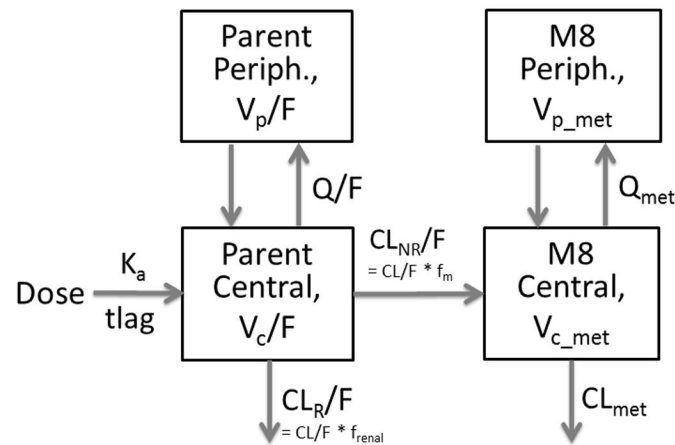 Parent
Periph.,
Vp/F
M8
Periph.,
Vp_met
Q/F
Qmet
Dose
Ka
tlag
Parent
Central,
Vc/F
CLNR/F
= CL/F * fm
M8
Central,
Vc_met
CLR/F
= CL/F * frenal
CLmet